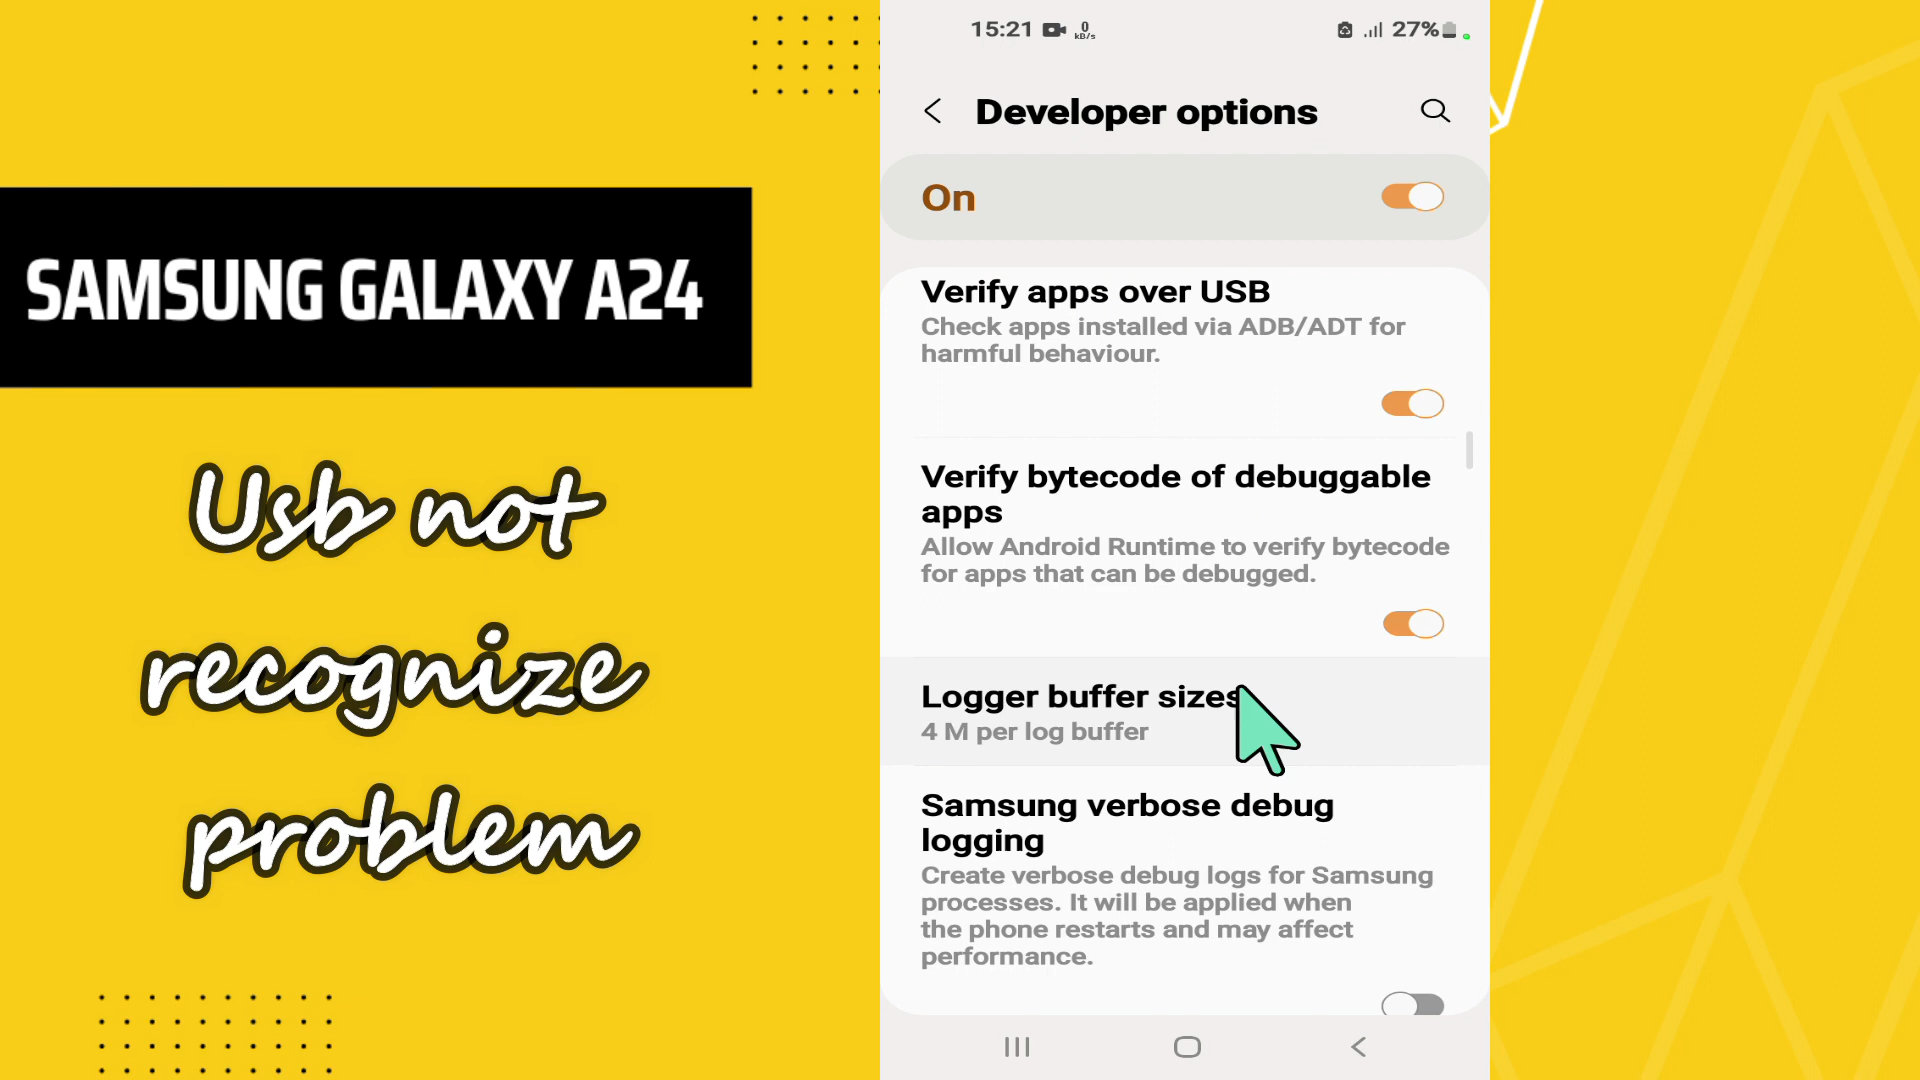 SAMSUNG GALAXY A24
Usb not
recognize
problem
15:21 0 kB/s 27%
Developer options
On
Verify apps over USB
Check apps installed via ADB/ADT for
harmful behaviour.
Verify bytecode of debuggable
apps
Allow Android Runtime to verify bytecode
for apps that can be debugged.
Logger buffer sizes
4 M per log buffer
Samsung verbose debug
logging
Create verbose debug logs for Samsung
processes. It will be applied when
the phone restarts and may affect
performance.